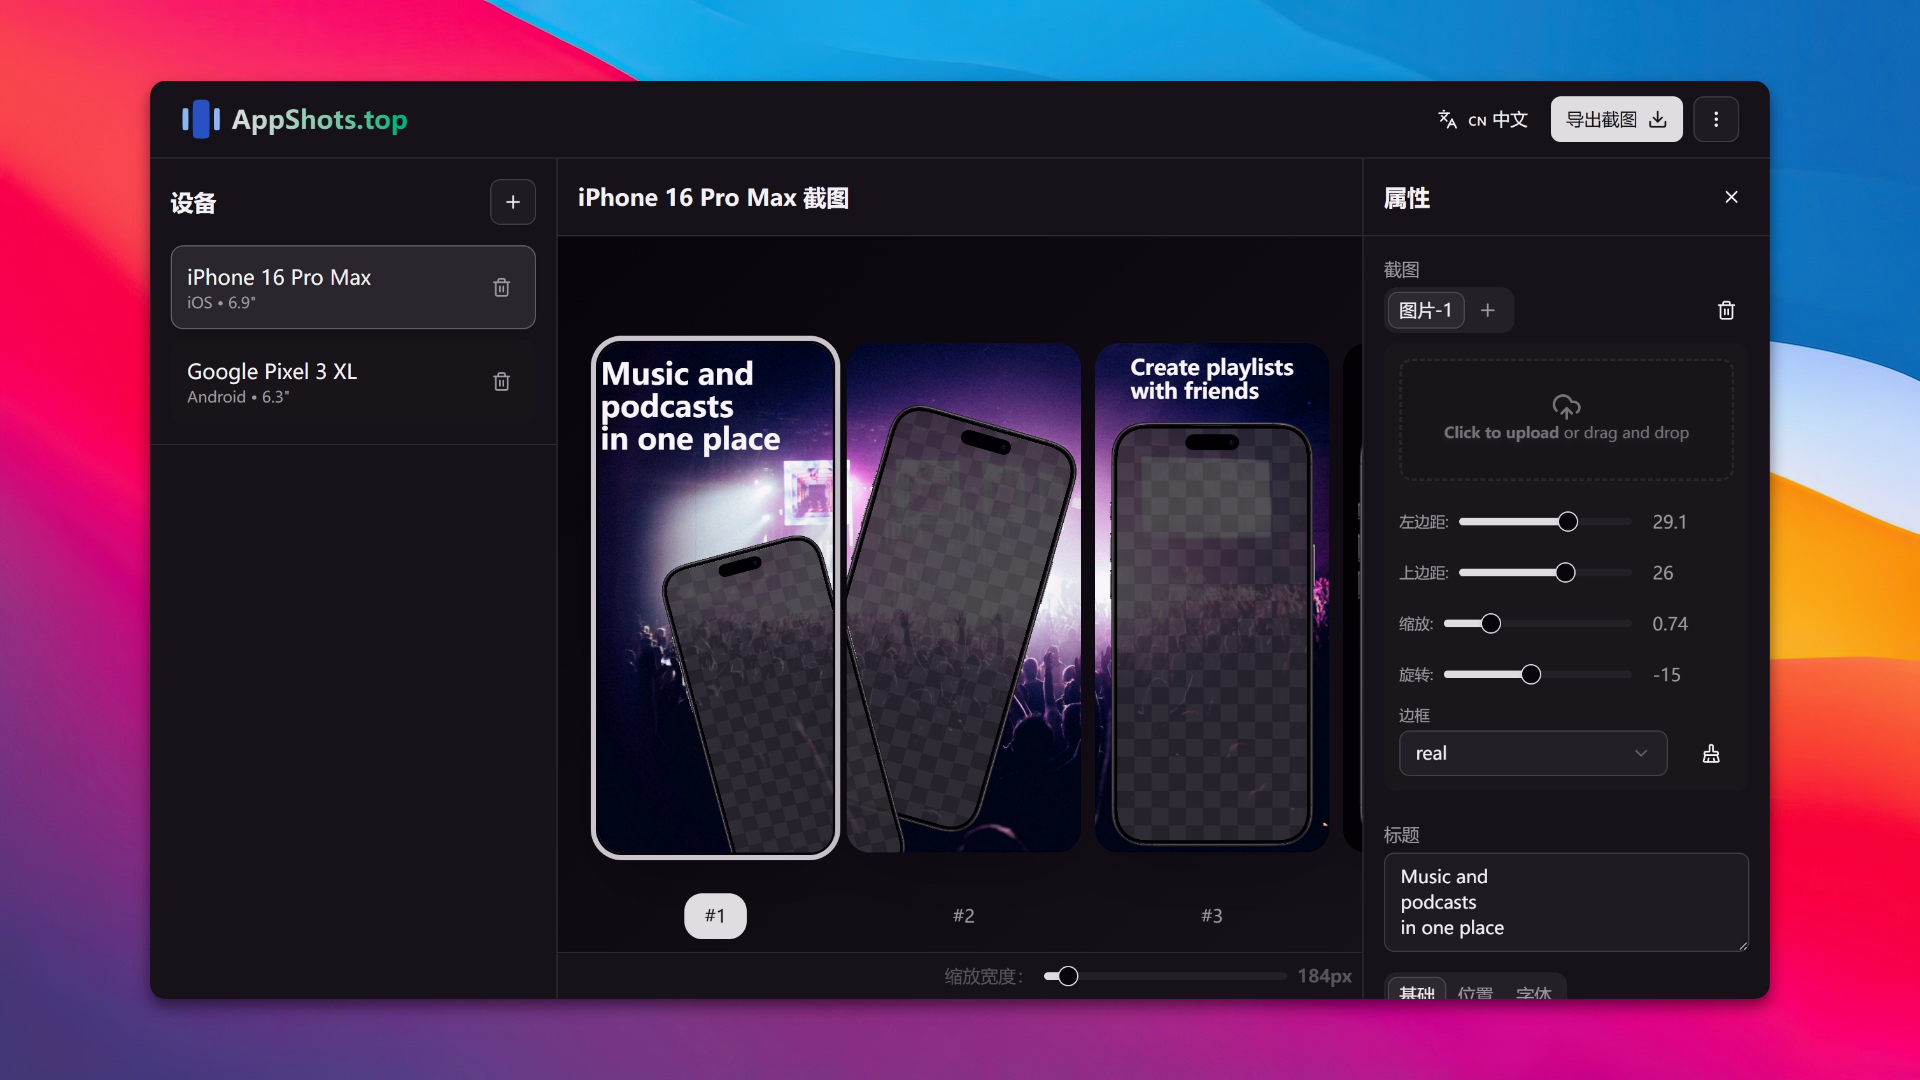 AppShots.top
CN 中文
导出截图
设备
iPhone 16 Pro Max
iOS • 6.9"
Google Pixel 3 XL
Android • 6.3"
iPhone 16 Pro Max 截图
Music and
podcasts
in one place
Create playlists
with friends
#1
#2
#3
缩放宽度:
184px
属性
截图
图片-1
Click to upload or drag and drop
左边距:
29.1
上边距:
26
缩放:
0.74
旋转:
-15
边框
real
标题
Music and
podcasts
in one place
基础
位置
字体